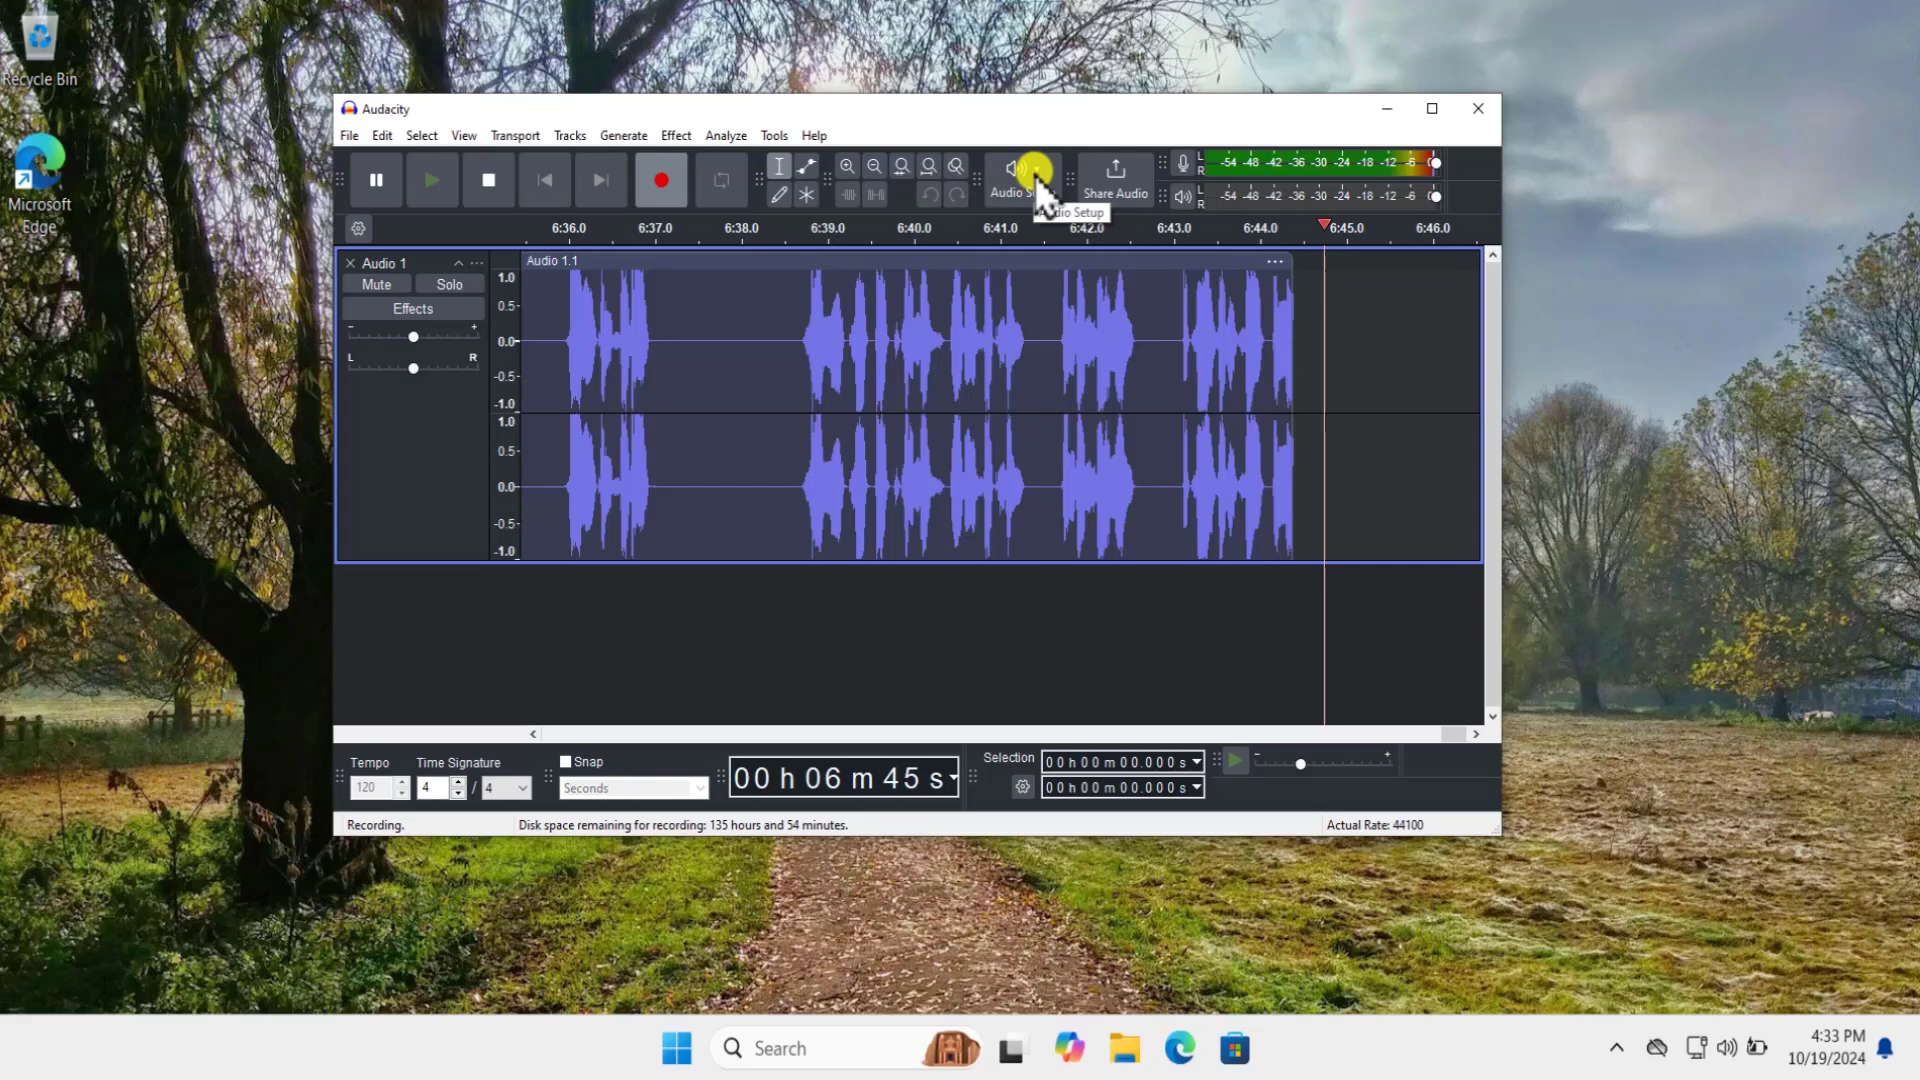 Recycle Bin
Microsoft
Edge
Audacity
File Edit Select View Transport Tracks Generate Effect Analyze Tools Help
Audio Share Audio
Setup
L -54 -48 -42 -36 -30 -24 -18 -12 -6
R
L -54 -48 -42 -36 -30 -24 -18 -12 -6
R
6:36.0 6:37.0 6:38.0 6:39.0 6:40.0 6:41.0 6:42.0 6:43.0 6:44.0 6:45.0 6:46.0
Audio 1
Mute Solo
Effects
- +
L R
Audio 1.1
1.0
0.5
0.0
-0.5
-1.0
1.0
0.5
0.0
-0.5
-1.0
Tempo Time Signature
120 4 / 4
Snap
Seconds
00 h 06 m 45 s
Selection
00 h 00 m 00.000 s
00 h 00 m 00.000 s
- +
Recording. Disk space remaining for recording: 135 hours and 54 minutes. Actual Rate: 44100
Search
4:33 PM
10/19/2024